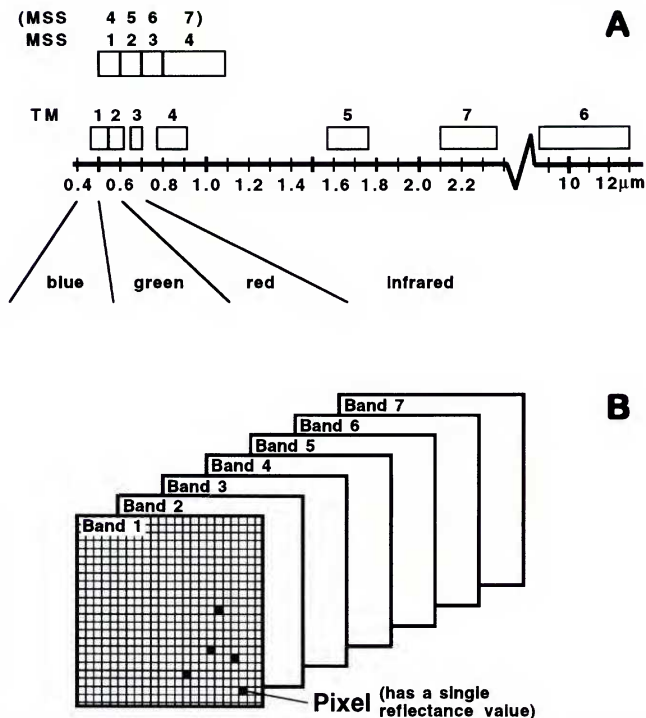 (MSS 4 5 6 7)
A
MSS 1 2 3 4
TM 1 2 3 4 5 7 6
0.4 0.6 0.8 1.0 1.2 1.4 1.6 1.8 2.0 2.2 10 12μm
blue green red infrared
B
Band 7
Band 6
Band 5
Band 4
Band 3
Band 2
Band 1
Pixel (has a single
reflectance value)